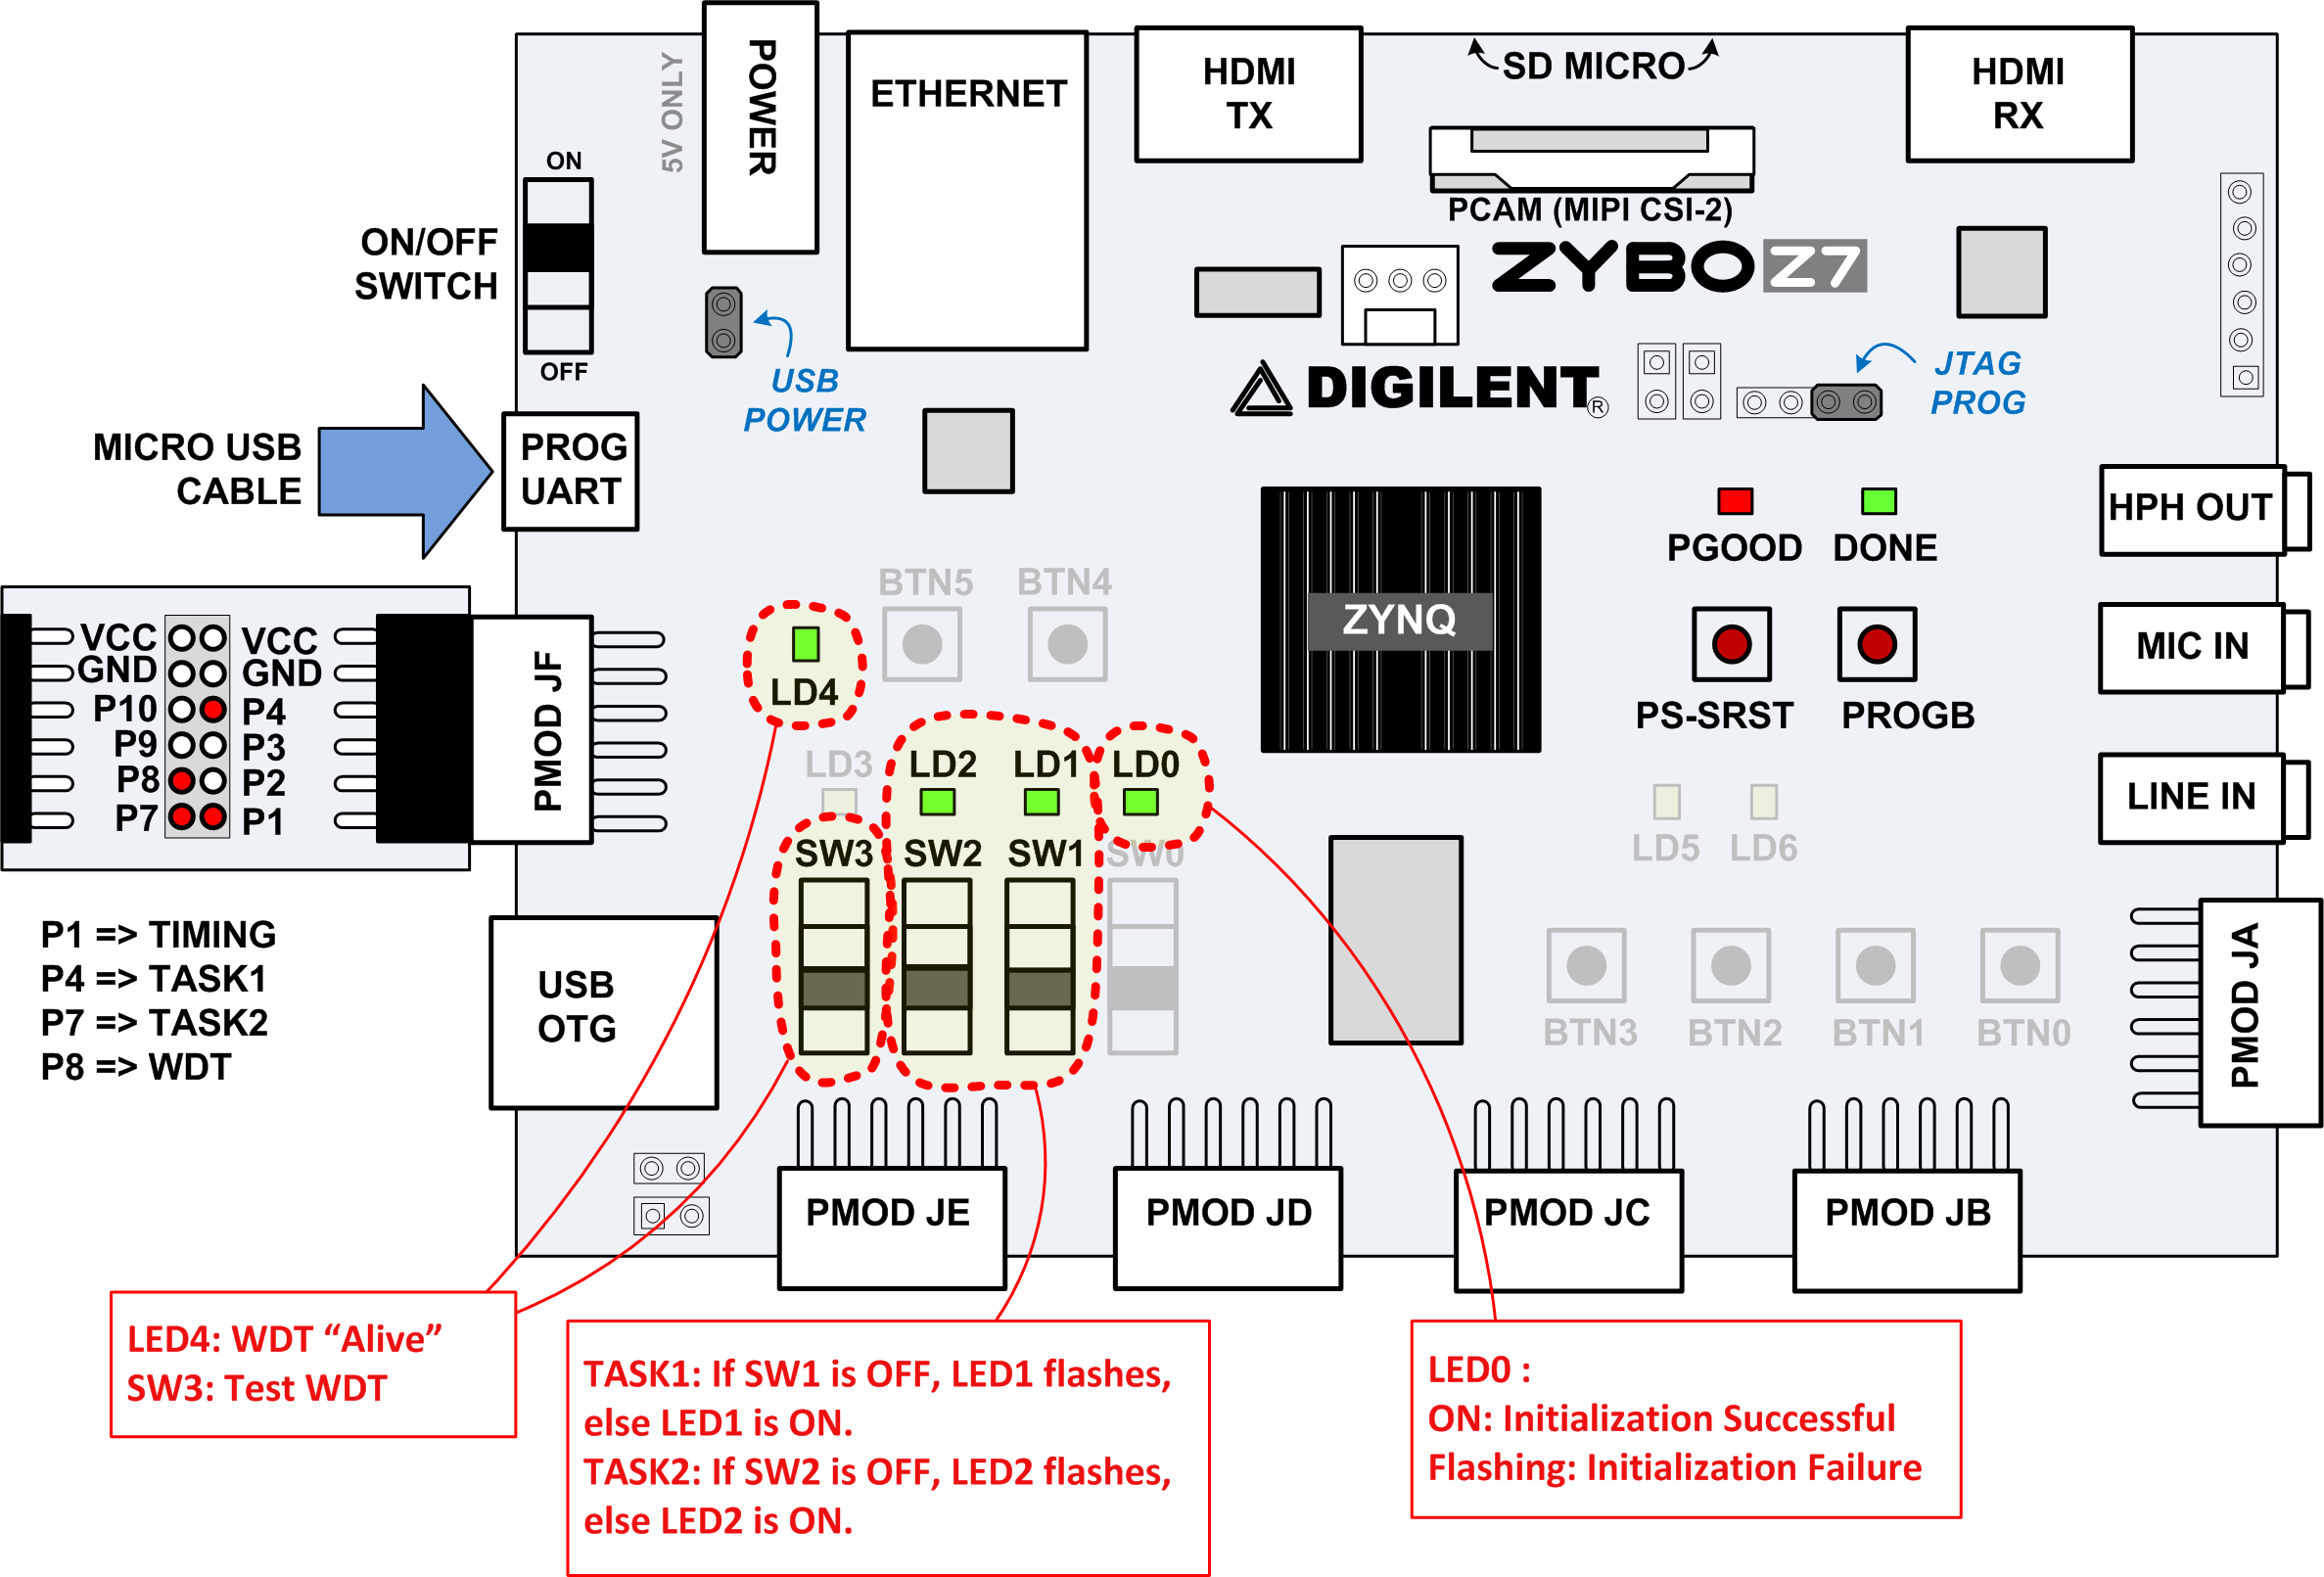 POWER
5V ONLY
ETHERNET
HDMI
TX
SD MICRO
HDMI
RX
PCAM (MIPI CSI-2)
ON
ON/OFF
SWITCH
OFF
ZYBO Z7
USB
POWER
DIGILENT®
JTAG
PROG
MICRO USB
CABLE
PROG
UART
PGOOD
DONE
HPH OUT
BTN5
BTN4
ZYNQ
VCC
VCC
GND
GND
P10
P4
P9
P3
P8
P2
P7
P1
PMOD JF
LD4
PS-SRST
PROGB
MIC IN
LD3
LD2
LD1
LD0
LINE IN
SW3
SW2
SW1
SW0
LD5
LD6
P1 => TIMING
P4 => TASK1
P7 => TASK2
P8 => WDT
USB
OTG
BTN3
BTN2
BTN1
BTN0
PMOD JA
PMOD JE
PMOD JD
PMOD JC
PMOD JB
LED4: WDT “Alive”
SW3: Test WDT
TASK1: If SW1 is OFF, LED1 flashes,
else LED1 is ON.
TASK2: If SW2 is OFF, LED2 flashes,
else LED2 is ON.
LED0 :
ON: Initialization Successful
Flashing: Initialization Failure